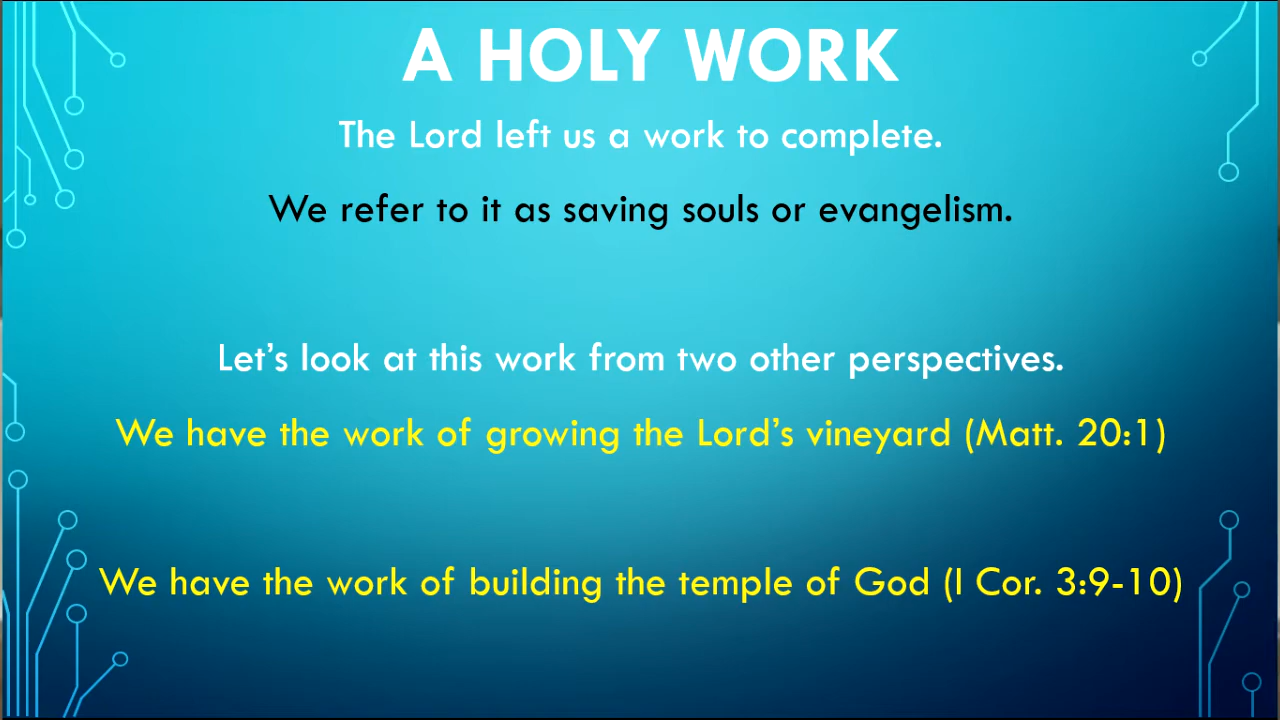 A HOLY WORK
The Lord left us a work to complete.
We refer to it as saving souls or evangelism.
Let’s look at this work from two other perspectives.
We have the work of growing the Lord’s vineyard (Matt. 20:1)
We have the work of building the temple of God (I Cor. 3:9-10)